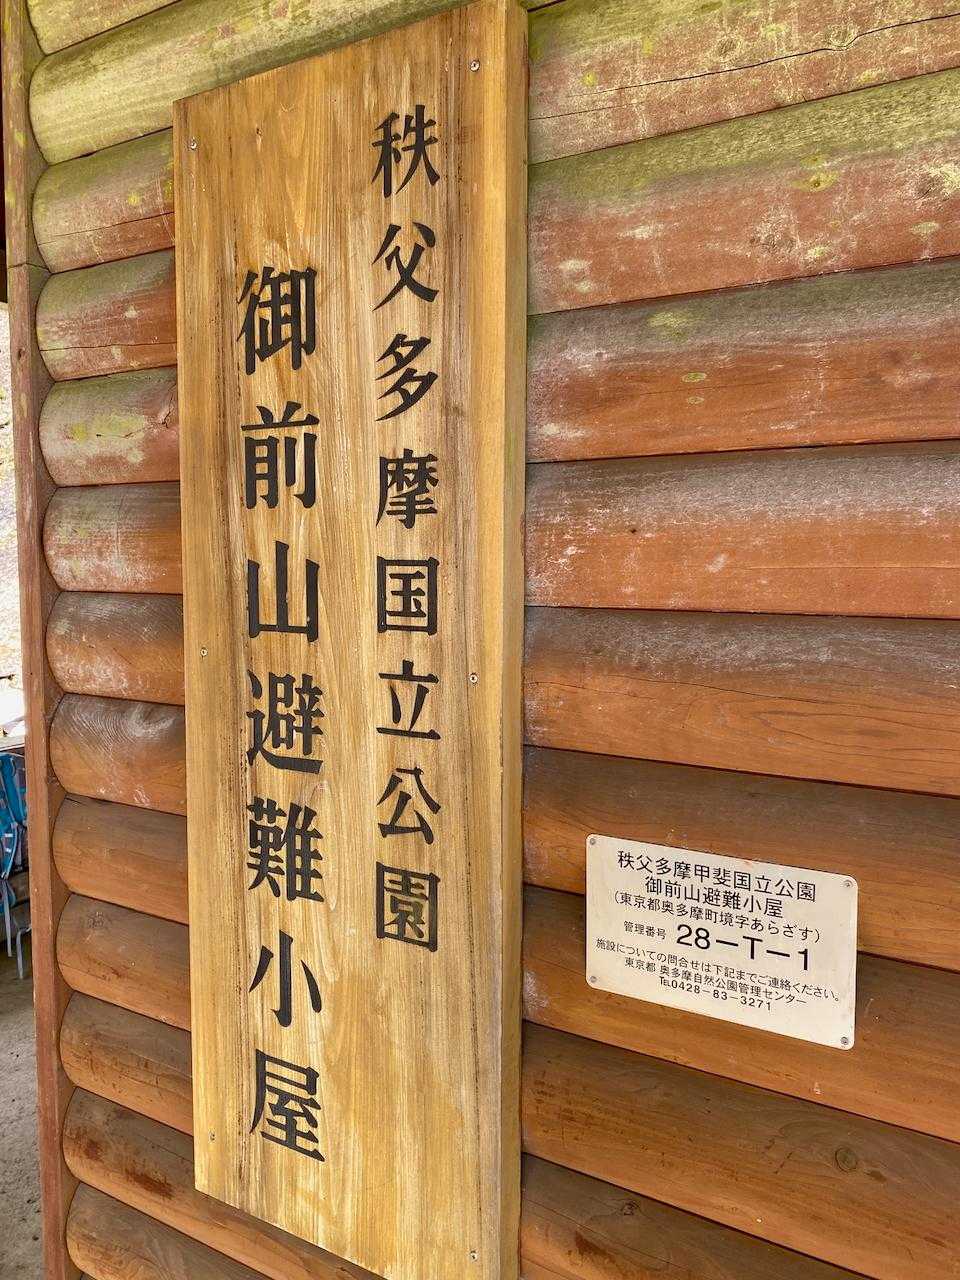 秩父多摩国立公園
御前山避難小屋
秩父多摩甲斐国立公園
御前山避難小屋
(東京都奥多摩町境字あらざす)
管理番号 28-T-1
施設についての問合せは下記までご連絡ください。
東京都 奥多摩自然公園管理センター
℡0428-83-3271